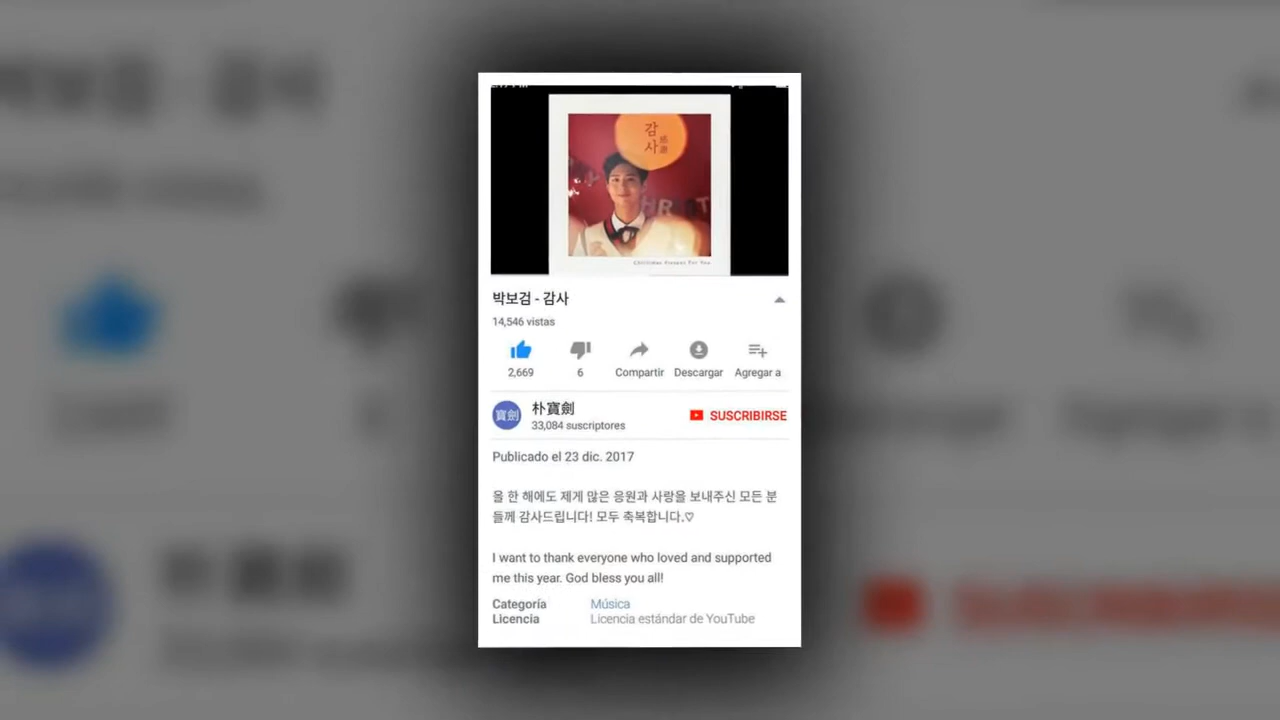 감
사
感謝
Christmas Present For You.
박보검 - 감사
14,546 vistas
2,669
6
Compartir
Descargar
Agregar a
寶劍
朴寶劍
33,084 suscriptores
SUSCRIBIRSE
Publicado el 23 dic. 2017
올 한 해에도 제게 많은 응원과 사랑을 보내주신 모든 분
들께 감사드립니다! 모두 축복합니다.♡
I want to thank everyone who loved and supported
me this year. God bless you all!
Categoría Música
Licencia Licencia estándar de YouTube